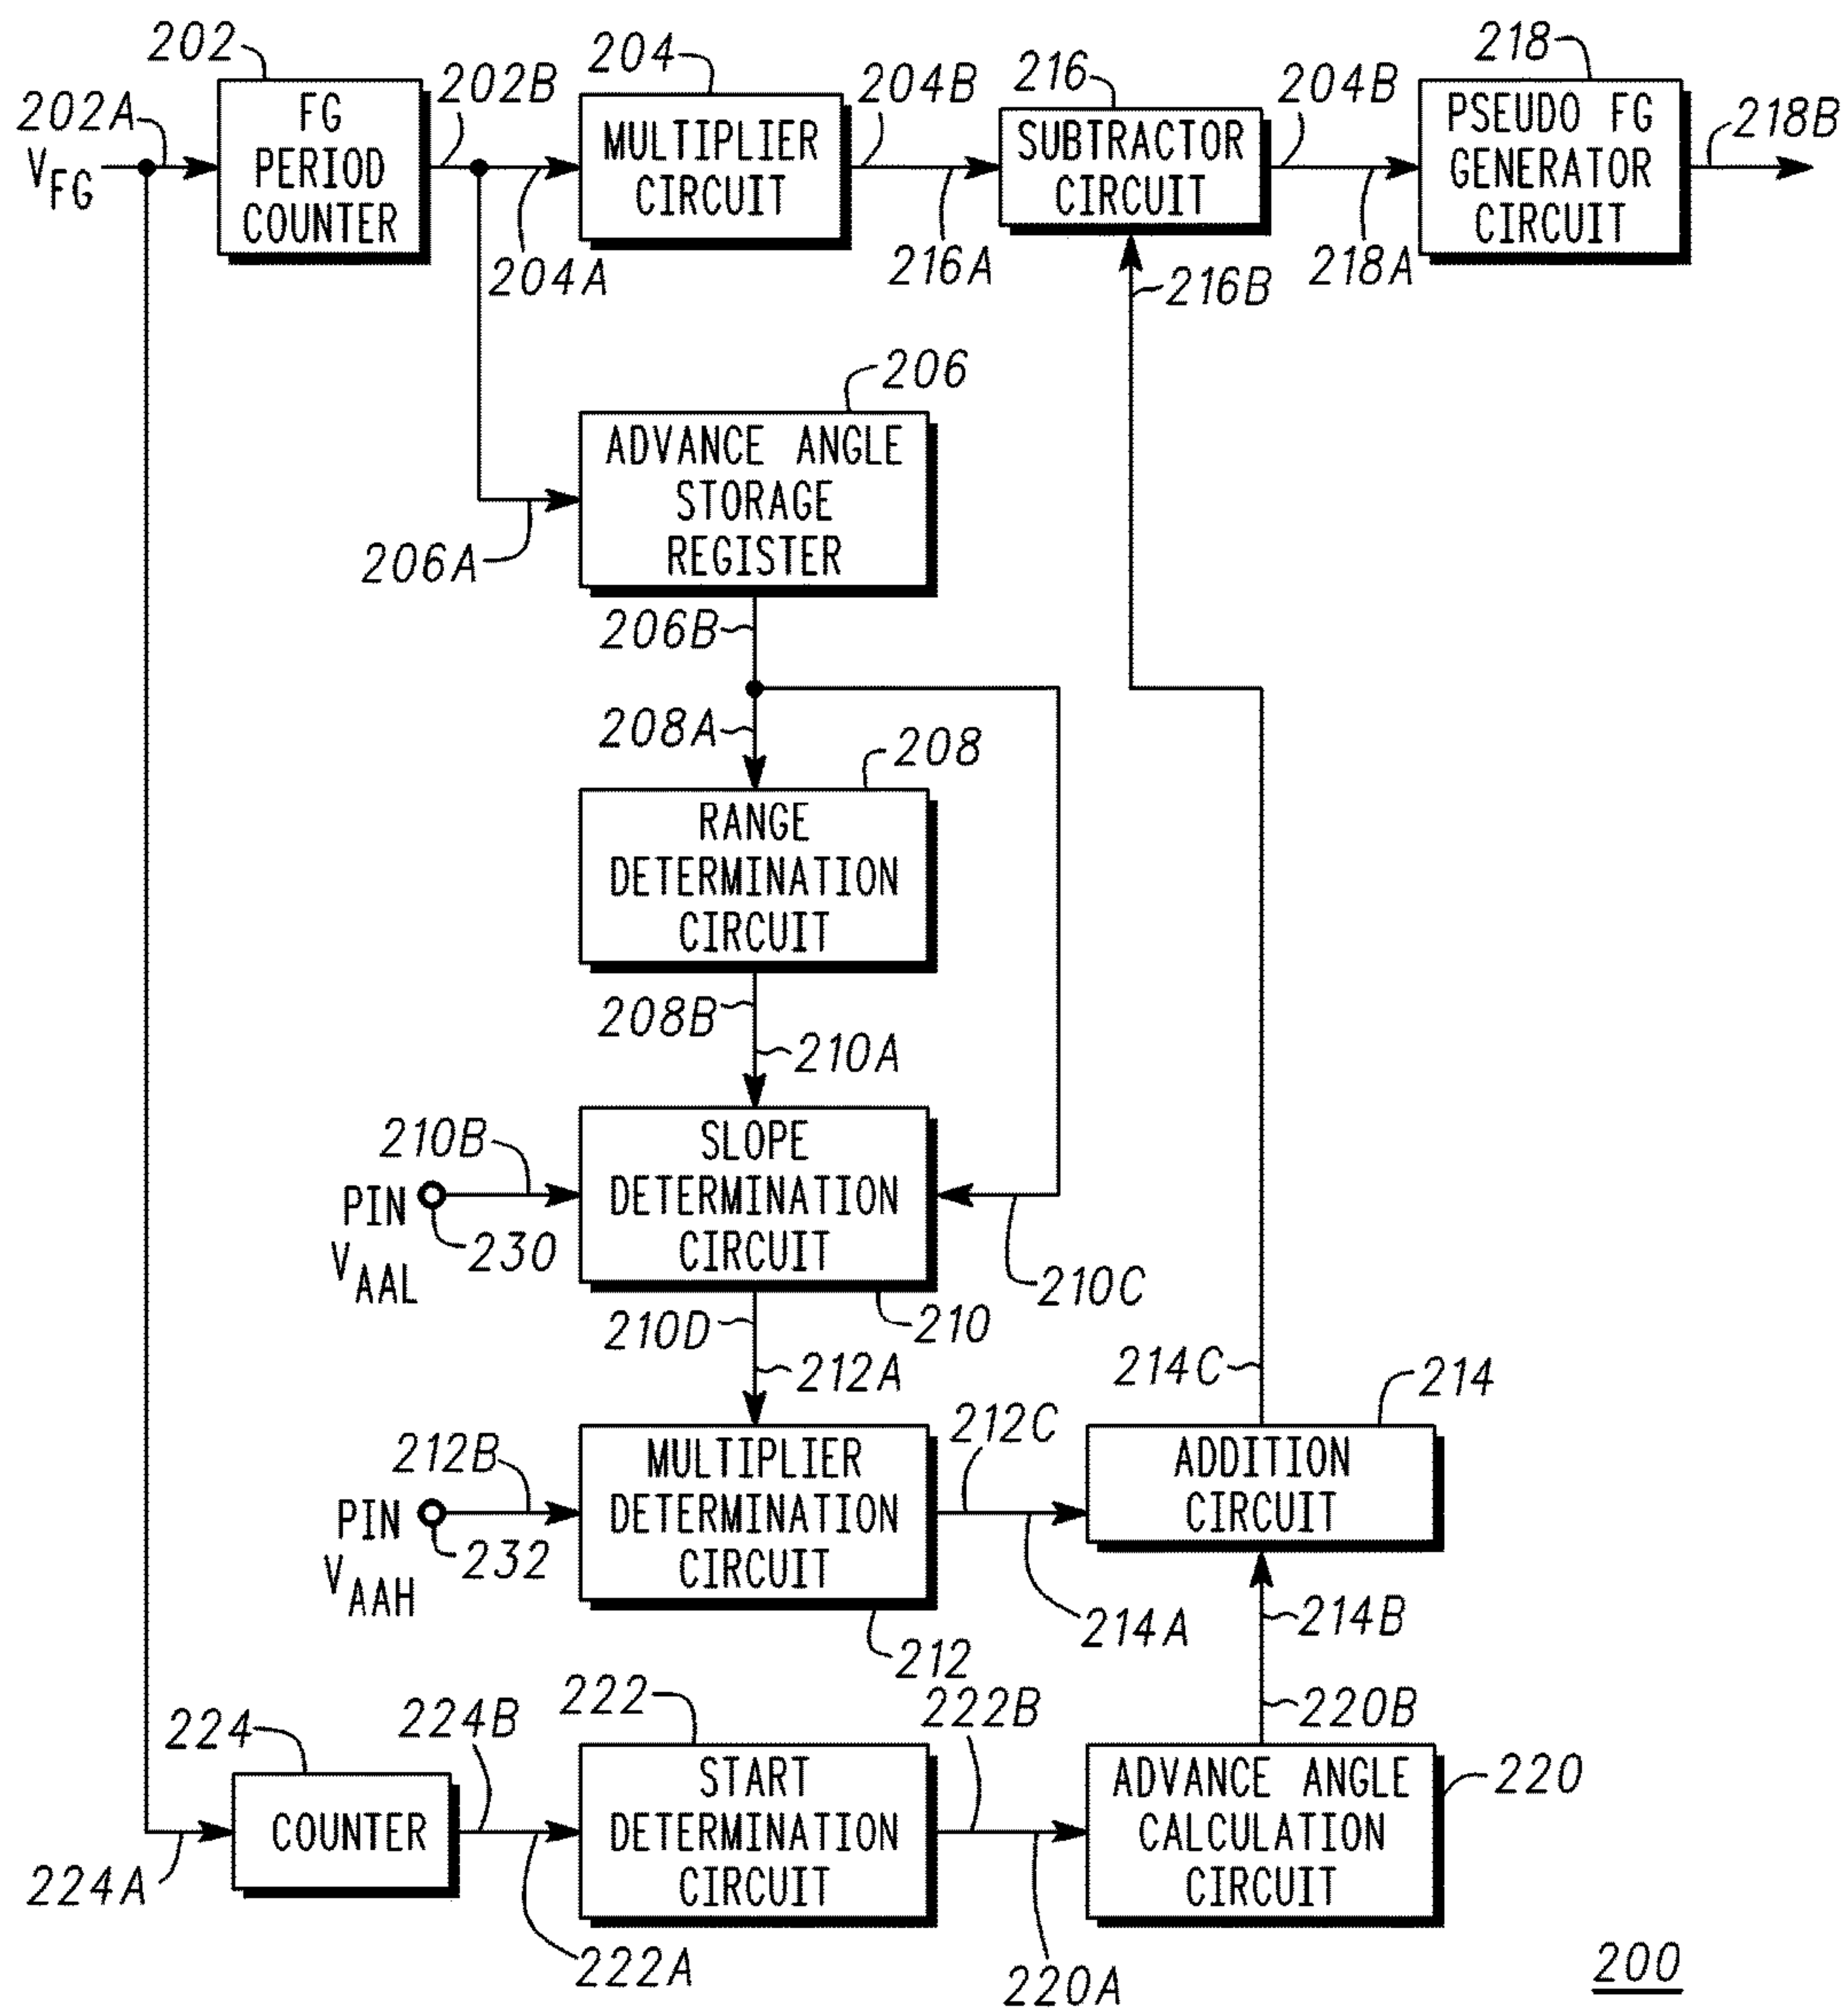 202
204
216
218
202A
202B
204B
204B
218B
V_FG
FG
PERIOD
COUNTER
MULTIPLIER
CIRCUIT
SUBTRACTOR
CIRCUIT
PSEUDO FG
GENERATOR
CIRCUIT
204A
216A
216B
218A
206
ADVANCE ANGLE
STORAGE
REGISTER
206A
206B
208A
208
RANGE
DETERMINATION
CIRCUIT
208B
210A
210B
SLOPE
DETERMINATION
CIRCUIT
PIN
V_AAL
230
210C
210D
210
212A
214C
214
212B
212C
MULTIPLIER
DETERMINATION
CIRCUIT
ADDITION
CIRCUIT
PIN
V_AAH
232
214A
214B
212
222
224
224B
222B
220B
COUNTER
START
DETERMINATION
CIRCUIT
ADVANCE ANGLE
CALCULATION
CIRCUIT
220
224A
222A
220A
200